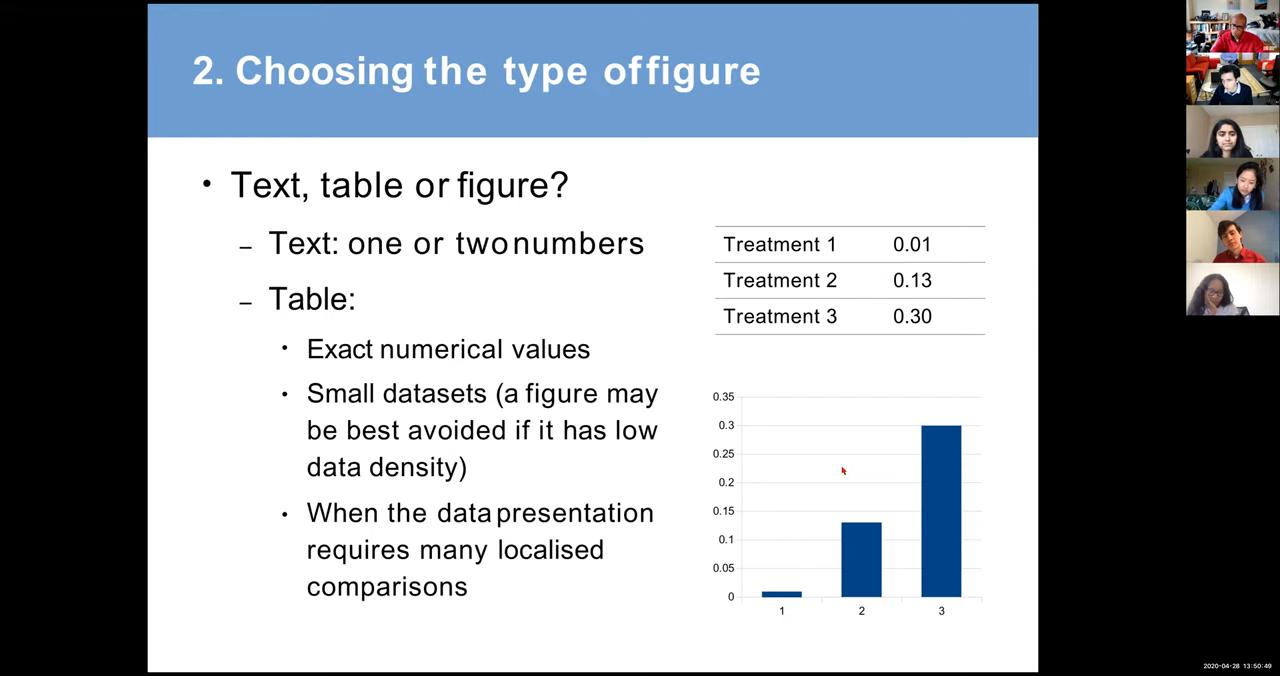 2. Choosing the type of figure
• Text, table or figure?
– Text: one or two numbers
– Table:
• Exact numerical values
• Small datasets (a figure may
be best avoided if it has low
data density)
• When the data presentation
requires many localised
comparisons
Treatment 1 0.01
Treatment 2 0.13
Treatment 3 0.30
0.35
0.3
0.25
0.2
0.15
0.1
0.05
0
1 2 3
2020-04-28 13:50:49